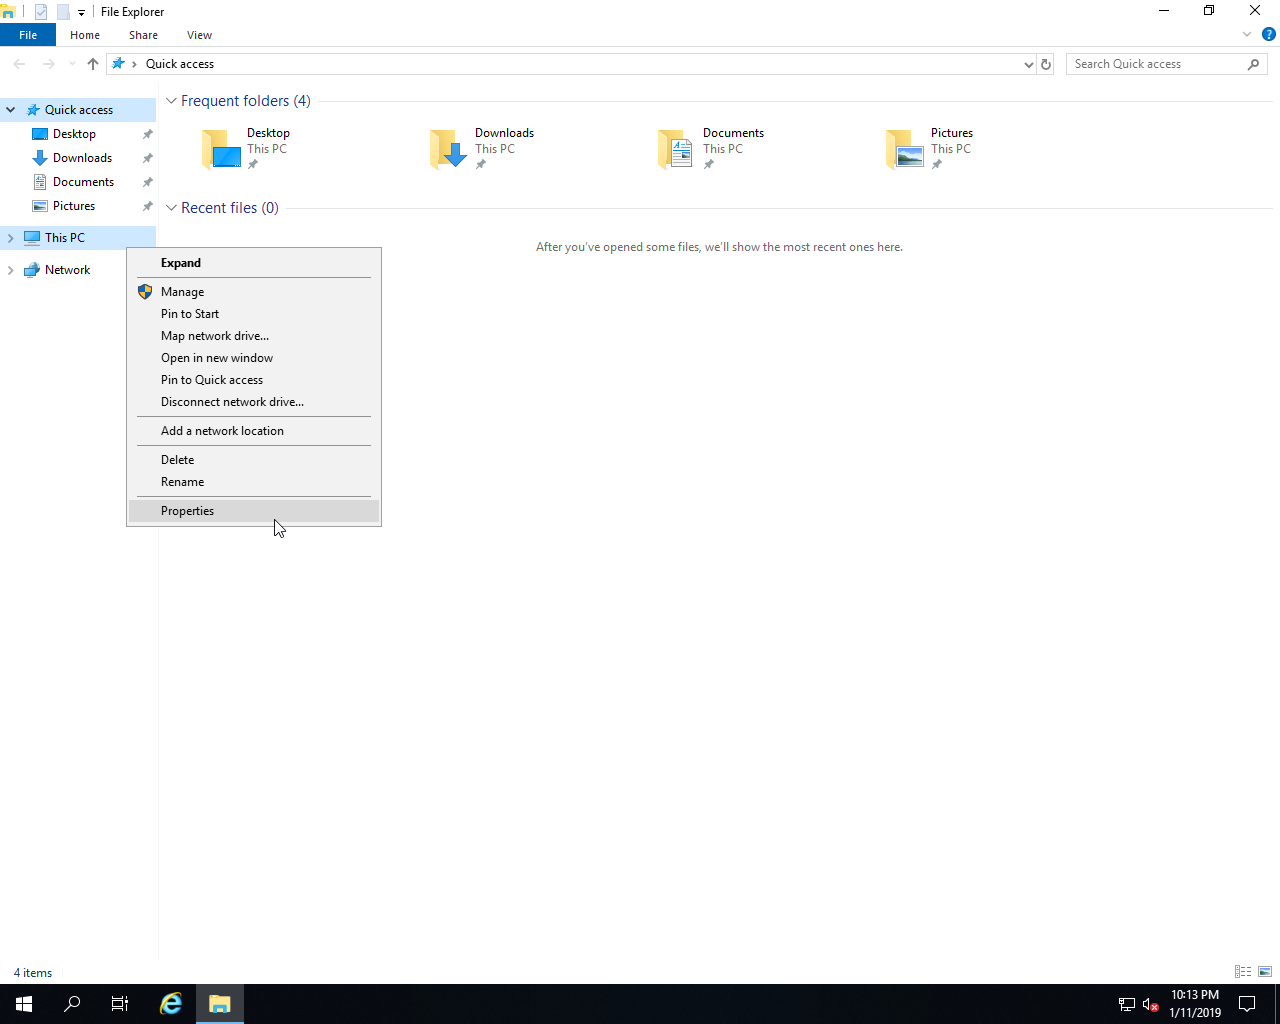 File Explorer
File Home Share View
Quick access
Search Quick access
Quick access
Desktop
Downloads
Documents
Pictures
This PC
Network
Frequent folders (4)
Desktop
This PC
Downloads
This PC
Documents
This PC
Pictures
This PC
Recent files (0)
After you've opened some files, we'll show the most recent ones here.
Expand
Manage
Pin to Start
Map network drive...
Open in new window
Pin to Quick access
Disconnect network drive...
Add a network location
Delete
Rename
Properties
4 items
10:13 PM
1/11/2019